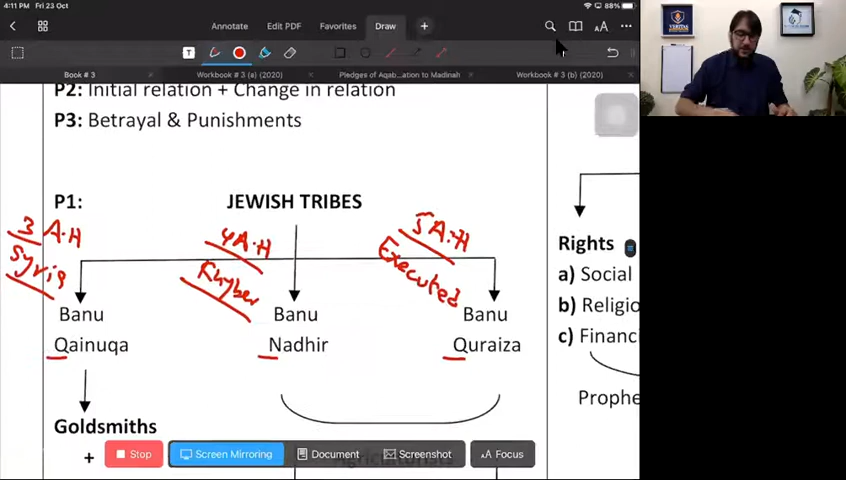 4:11 PM Fri 23 Oct
88%
Annotate Edit PDF Favorites Draw
Book # 3 Workbook # 3 (a) (2020) Pledges of Aqab...ation to Madinah Workbook # 3 (b) (2020)
VERITAS
P2: Initial relation + Change in relation
P3: Betrayal & Punishments
P1: JEWISH TRIBES
3 A.H
Syria
4 A.H
Khyber
5 A.H
Executed
Banu
Qainuqa
Banu
Nadhir
Banu
Quraiza
Goldsmiths
+
Rights
a) Social
b) Religio
c) Financi
Prophe
Stop Screen Mirroring Document Screenshot AA Focus